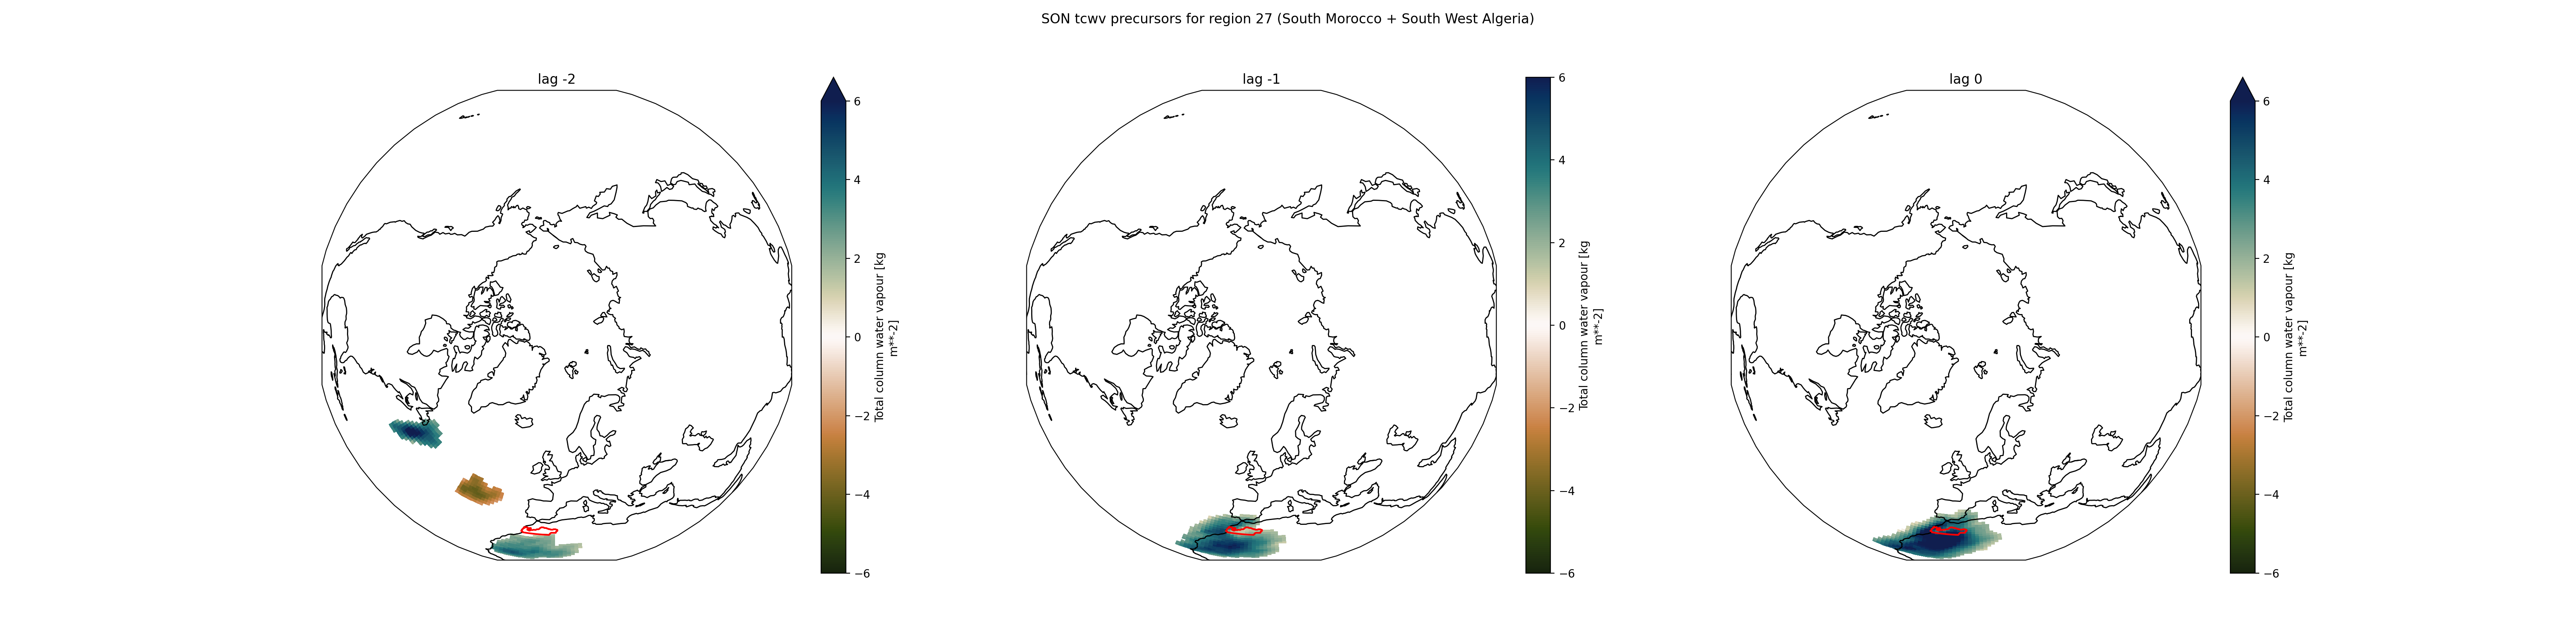 SON tcwv precursors for region 27 (South Morocco + South West Algeria)
lag -2
6
4
2
0
−2
−4
−6
Total column water vapour [kg
m**-2]
lag -1
6
4
2
0
−2
−4
−6
Total column water vapour [kg
m**-2]
lag 0
6
4
2
0
−2
−4
−6
Total column water vapour [kg
m**-2]